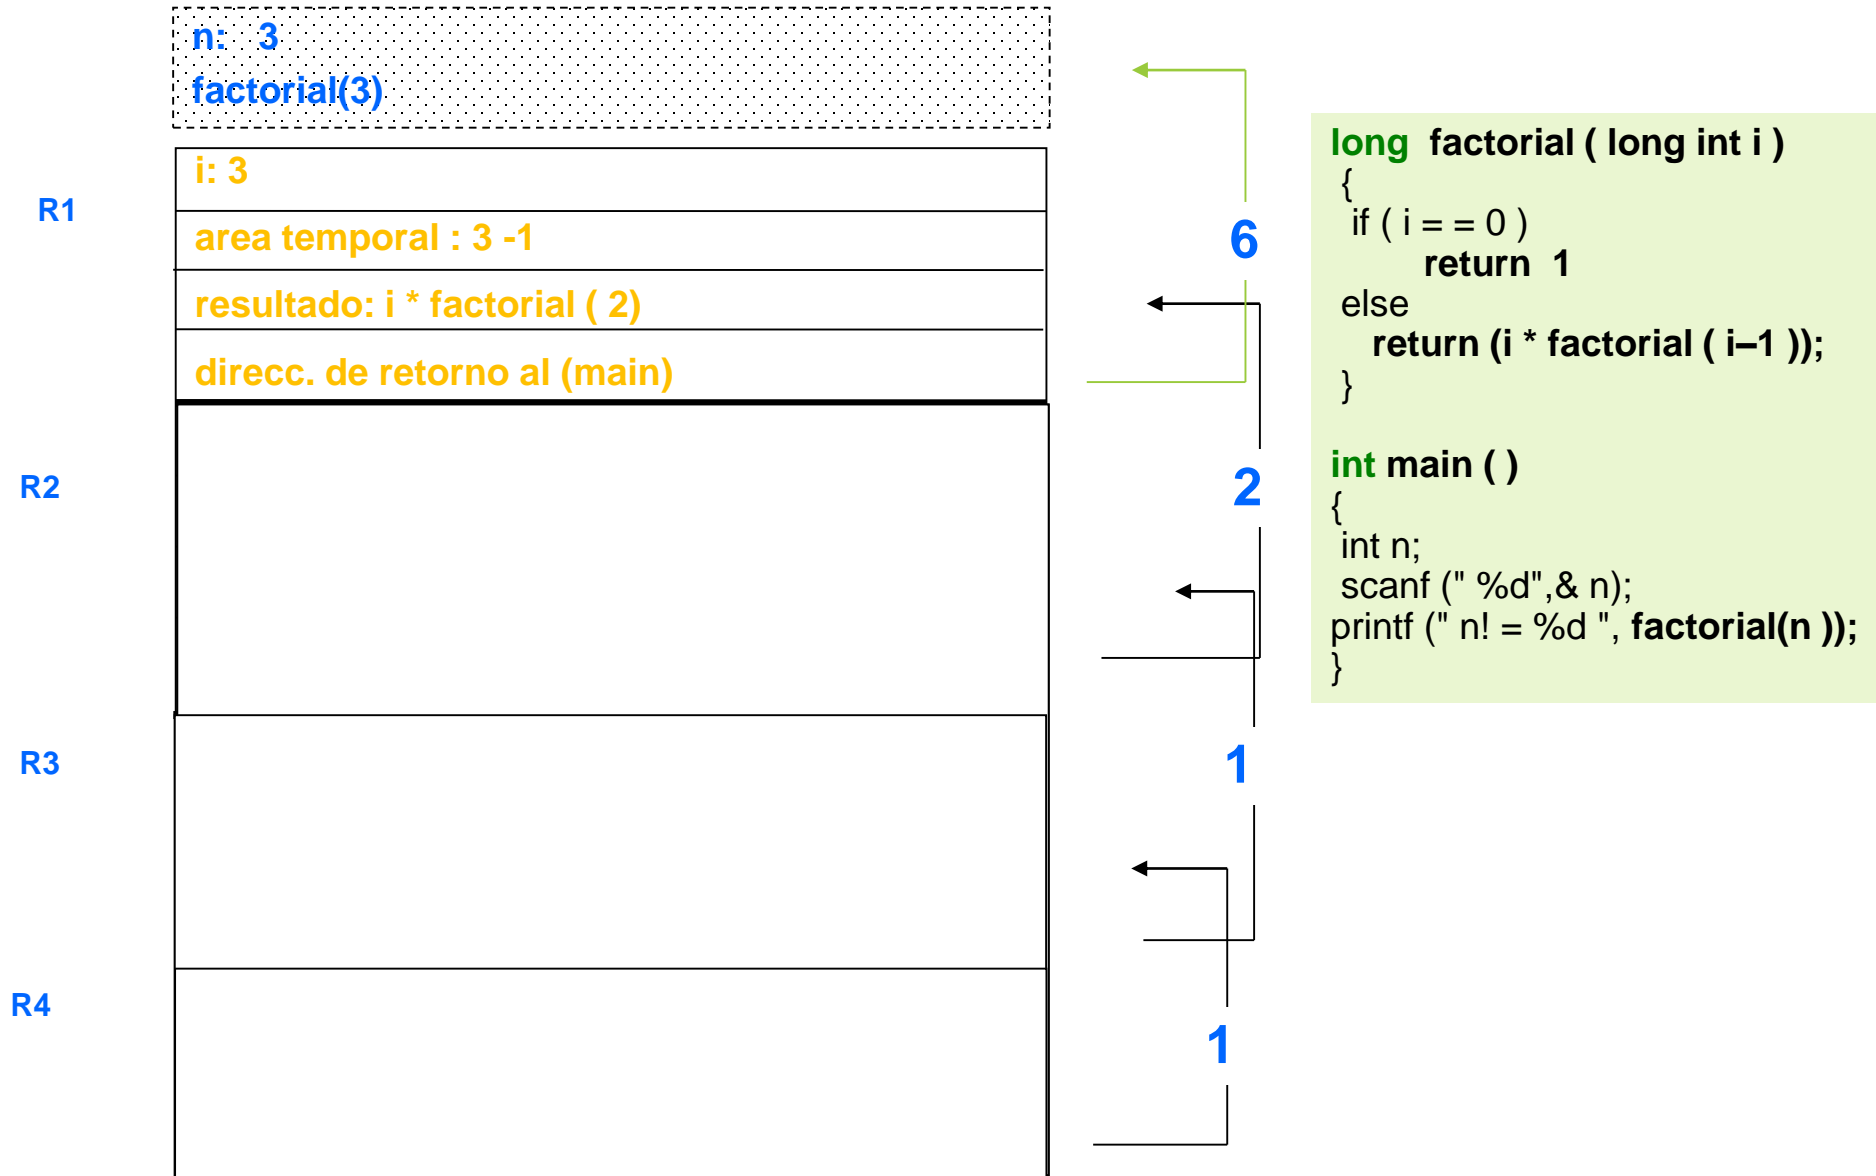 n: 3
factorial(3)
R1
i: 3
area temporal : 3 -1
resultado: i * factorial ( 2)
direcc. de retorno al (main)
R2
R3
R4
6
2
1
1
long factorial ( long int i )
{
if ( i = = 0 )
return 1
else
return (i * factorial ( i–1 ));
}
int main ( )
{
int n;
scanf (" %d",& n);
printf (" n! = %d ", factorial(n ));
}